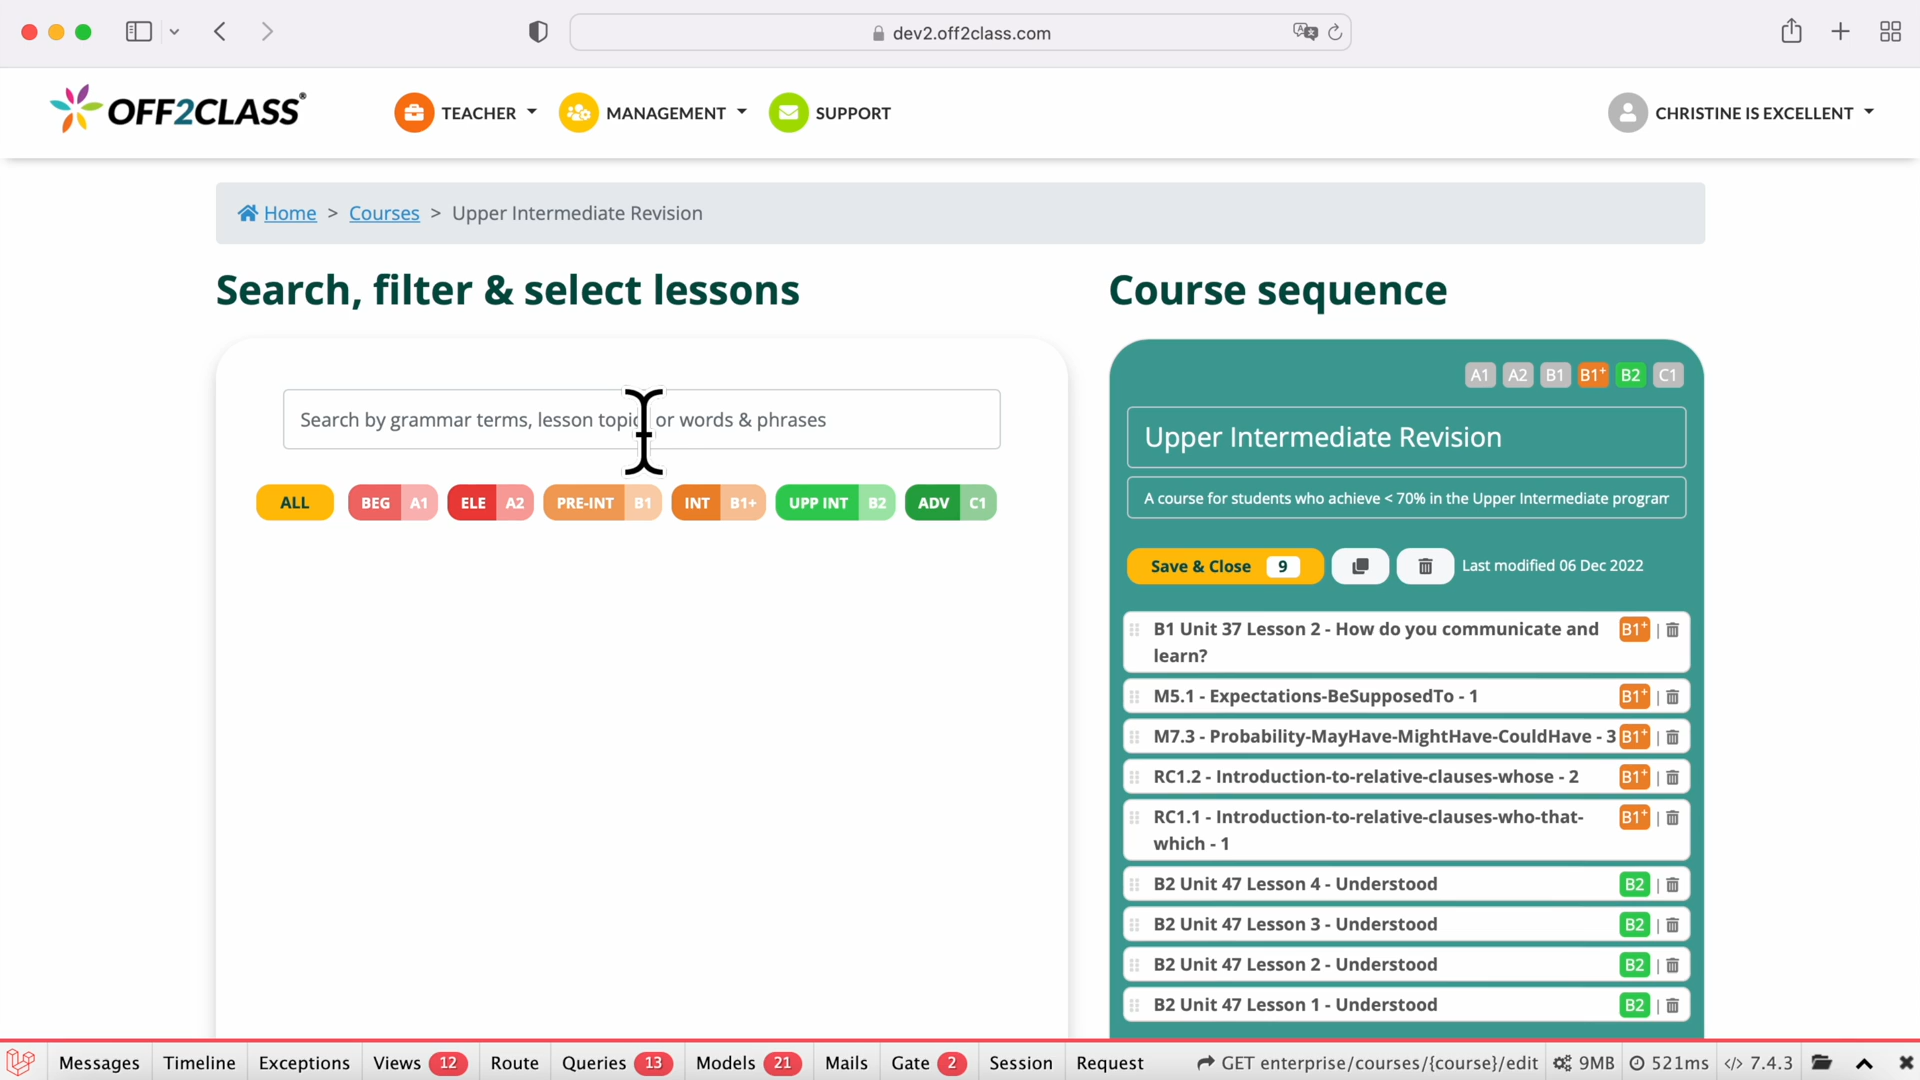 dev2.off2class.com
OFF2CLASS
TEACHER
MANAGEMENT
SUPPORT
CHRISTINE IS EXCELLENT
Home > Courses > Upper Intermediate Revision
Search, filter & select lessons
Search by grammar terms, lesson topic or words & phrases
ALL
BEG A1
ELE A2
PRE-INT B1
INT B1+
UPP INT B2
ADV C1
Course sequence
A1 A2 B1 B1+ B2 C1
Upper Intermediate Revision
A course for students who achieve < 70% in the Upper Intermediate program
Save & Close 9
Last modified 06 Dec 2022
B1 Unit 37 Lesson 2 - How do you communicate and B1+
learn?
M5.1 - Expectations-BeSupposedTo - 1 B1+
M7.3 - Probability-MayHave-MightHave-CouldHave - 3 B1+
RC1.2 - Introduction-to-relative-clauses-whose - 2 B1+
RC1.1 - Introduction-to-relative-clauses-who-that- B1+
which - 1
B2 Unit 47 Lesson 4 - Understood B2
B2 Unit 47 Lesson 3 - Understood B2
B2 Unit 47 Lesson 2 - Understood B2
B2 Unit 47 Lesson 1 - Understood B2
Messages Timeline Exceptions Views 12 Route Queries 13 Models 21 Mails Gate 2 Session Request GET enterprise/courses/{course}/edit 9MB 521ms 7.4.3